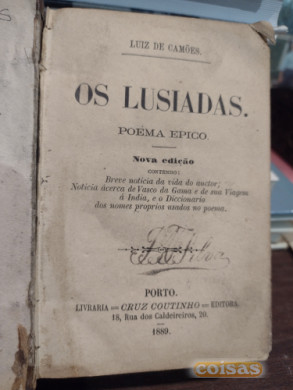 LUIZ DE CAMÕES.
OS LUSIADAS.
POEMA EPICO
Nova edição
CONTENDO:
Breve noticia da vida do auctor;
Noticia ácerca de Vasco da Gama e de sua Viagem
á India, e o Diccionario
dos nomes proprios usados no poema.
PORTO.
LIVRARIA CRUZ COUTINHO EDITORA.
18, Rua dos Caldeireiros, 20.
1889.
coisas